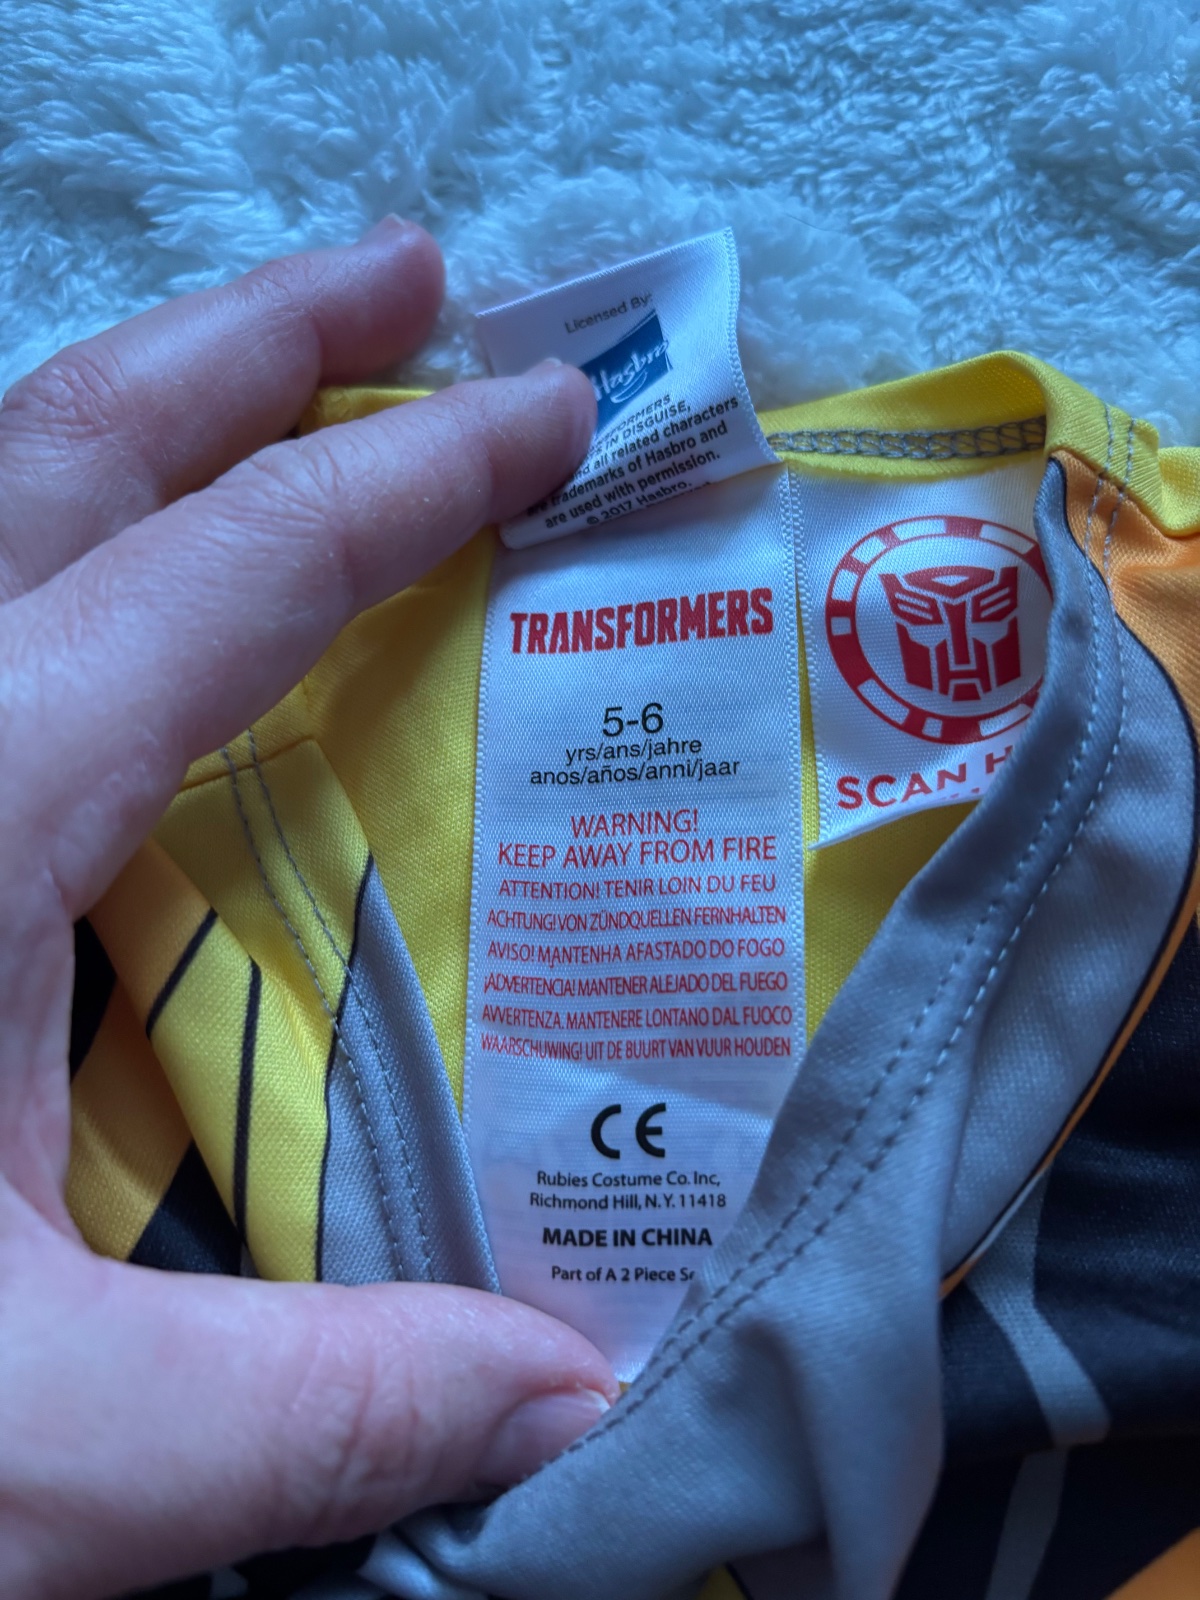 Licensed By:
Hasbro
IN DISGUISE,
and all related characters
are trademarks of Hasbro and
are used with permission.
© 2017 Hasbro.
TRANSFORMERS
5-6
yrs/ans/jahre
anos/años/anni/jaar
WARNING!
KEEP AWAY FROM FIRE
ATTENTION! TENIR LOIN DU FEU
ACHTUNG! VON ZÜNDQUELLEN FERNHALTEN
AVISO! MANTENHA AFASTADO DO FOGO
¡ADVERTENCIA! MANTENER ALEJADO DEL FUEGO
AVVERTENZA. MANTENERE LONTANO DAL FUOCO
WAARSCHUWING! UIT DE BUURT VAN VUUR HOUDEN
CE
Rubies Costume Co. Inc,
Richmond Hill, N.Y. 11418
MADE IN CHINA
Part of A 2 Piece
SCAN